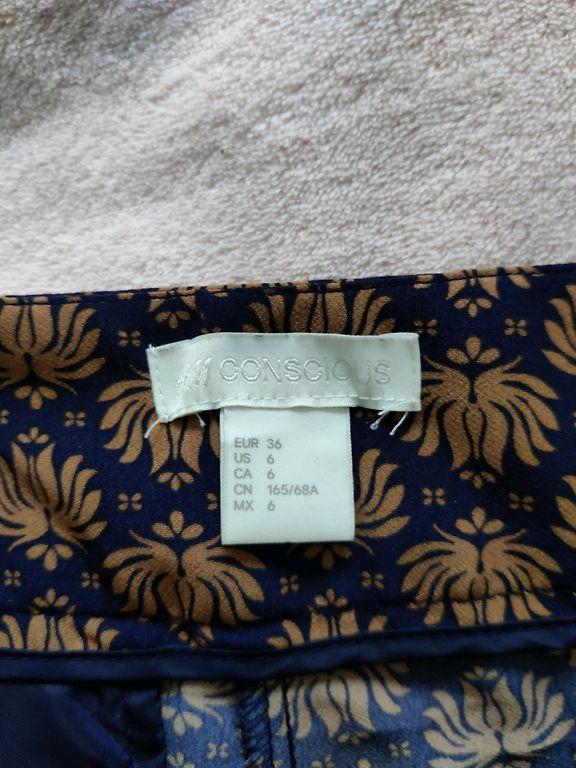 H&M CONSCIOUS
EUR 36
US 6
CA 6
CN 165/68A
MX 6